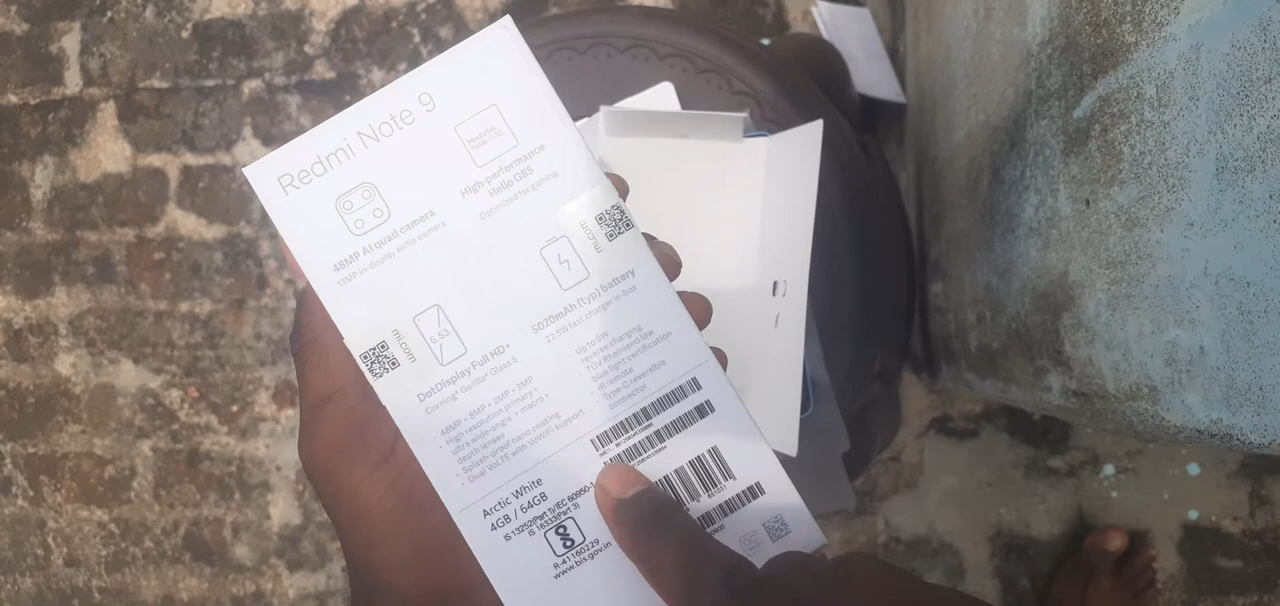 Redmi Note 9
48MP AI quad camera
13MP in-display selfie camera
MediaTek
Helio G85
High-performance
Helio G85
Optimized for gaming
mi.com
6.53
DotDisplay Full HD+
Corning® Gorilla® Glass 5
mi.com
5020mAh (typ) battery
22.5W fast charger in-box
· 48MP + 8MP + 2MP + 2MP
· High resolution primary +
ultra wide-angle + macro +
depth lenses
· Splash-proof nano coating
· Dual VoLTE with VoWiFi support
· Up to 9W
reverse charging
· TÜV Rheinland low
blue light certification
· IR remote
· Type-C reversible
connector
Arctic White
4GB / 64GB
IS 13252(Part 1)/IEC 60950-1
IS 16333(Part 3)
R-41160229
www.bis.gov.in